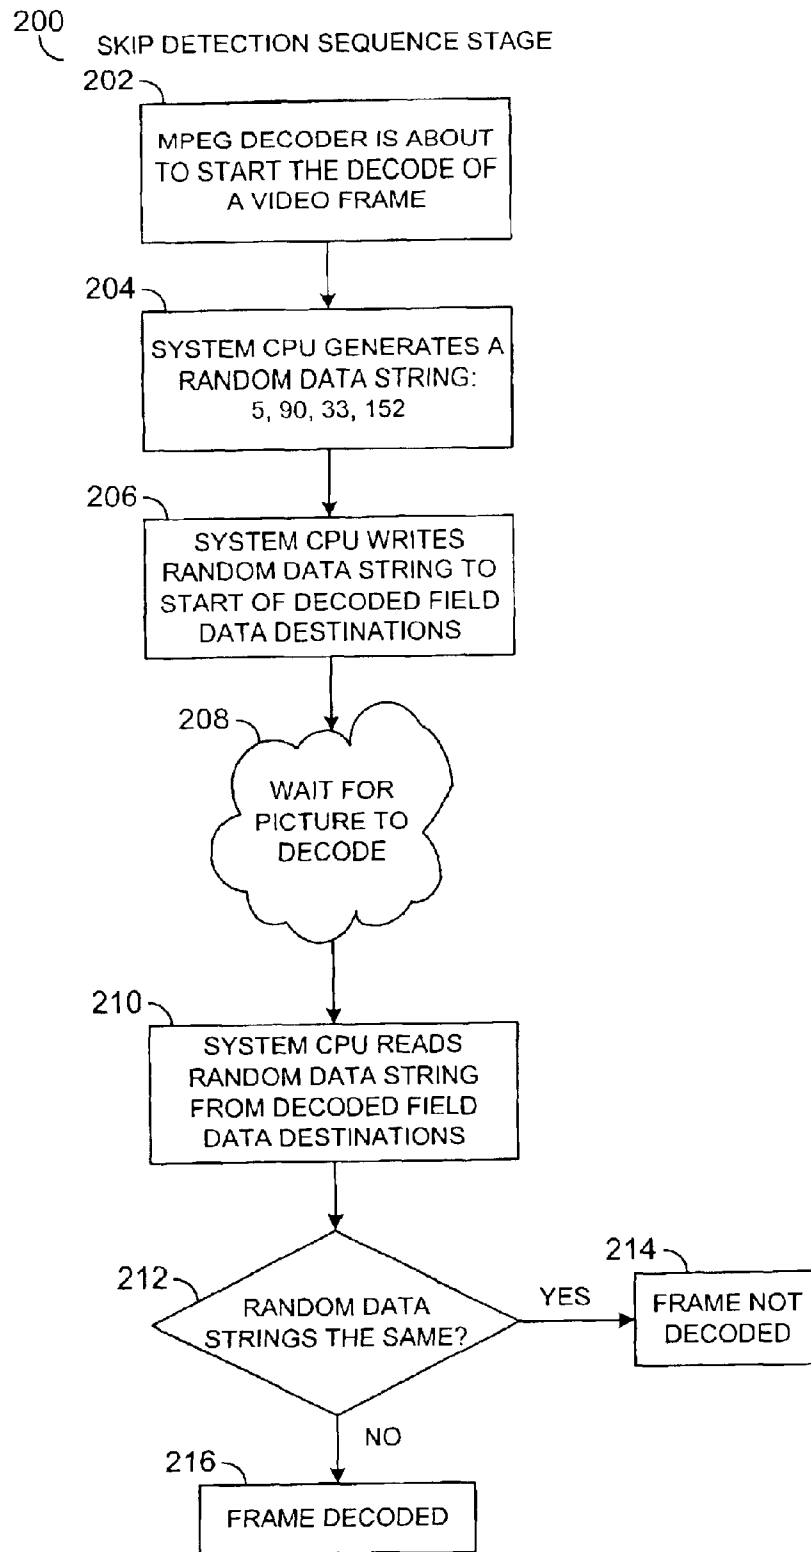 200
SKIP DETECTION SEQUENCE STAGE
202
MPEG DECODER IS ABOUT
TO START THE DECODE OF
A VIDEO FRAME
204
SYSTEM CPU GENERATES A
RANDOM DATA STRING:
5, 90, 33, 152
206
SYSTEM CPU WRITES
RANDOM DATA STRING TO
START OF DECODED FIELD
DATA DESTINATIONS
208
WAIT FOR
PICTURE TO
DECODE
210
SYSTEM CPU READS
RANDOM DATA STRING
FROM DECODED FIELD
DATA DESTINATIONS
212
RANDOM DATA
STRINGS THE SAME?
YES
214
FRAME NOT
DECODED
NO
216
FRAME DECODED